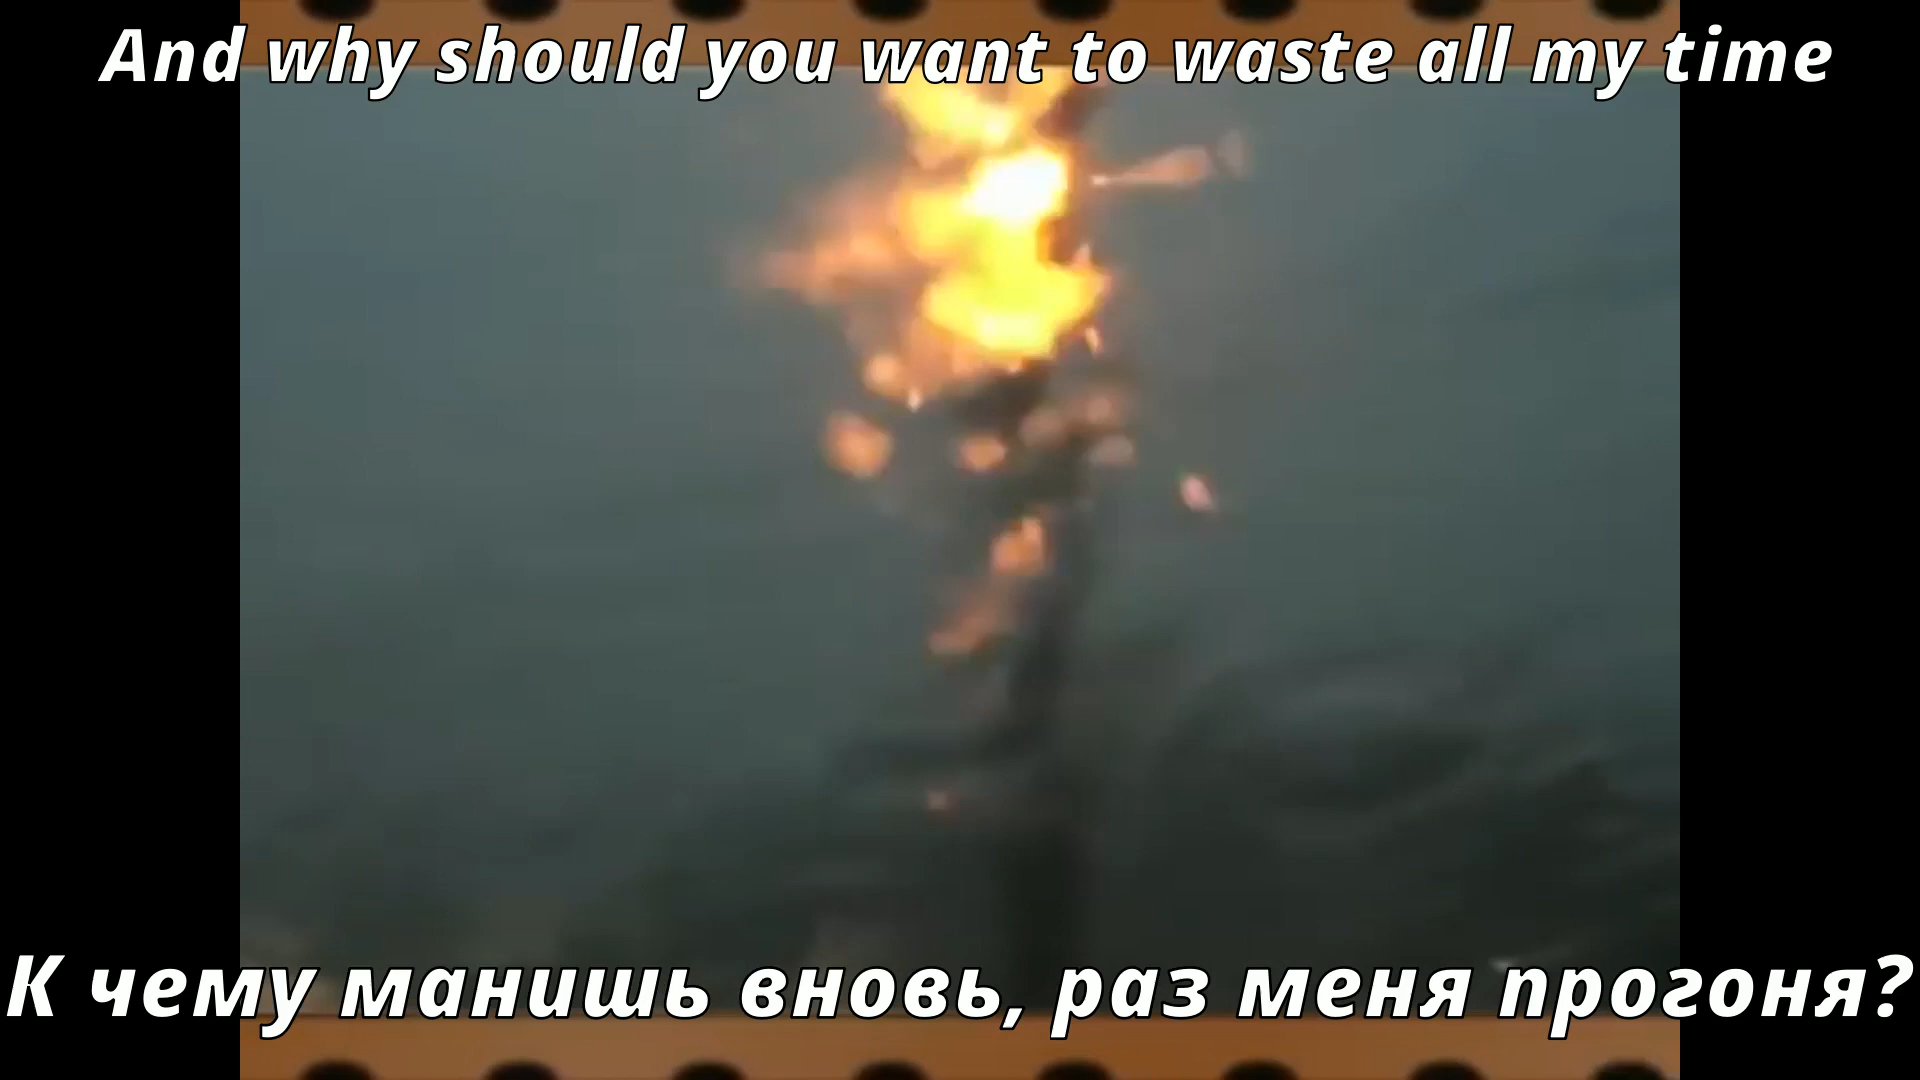 And why should you want to waste all my time
К чему манишь вновь, раз меня прогоня?